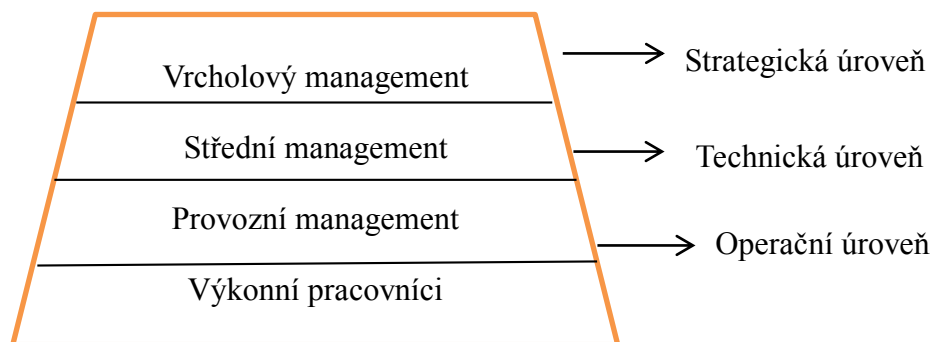 Vrcholový management
Strategická úroveň
Střední management
Technická úroveň
Provozní management
Operační úroveň
Výkonní pracovníci